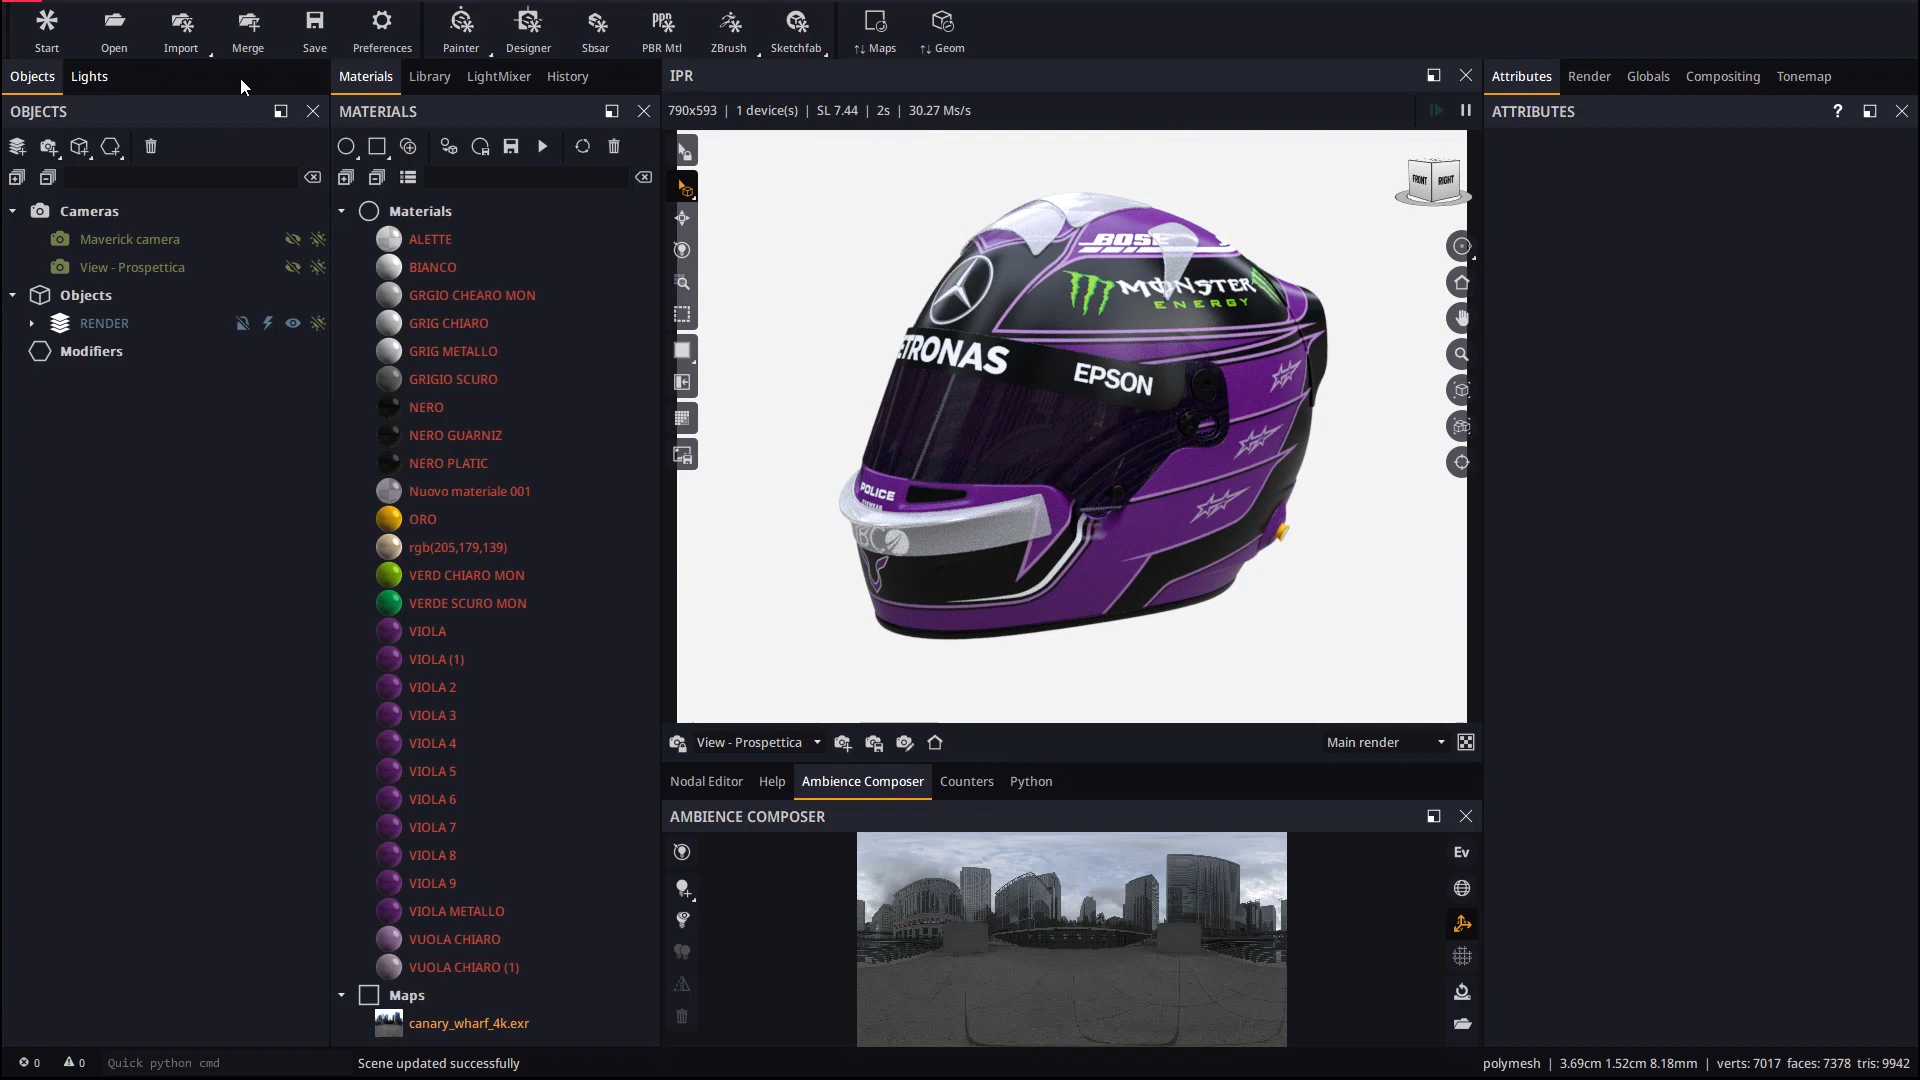 Start
Open
Import
Merge
Save
Preferences
Painter
Designer
Sbsar
PBR
PBR Mtl
ZBrush
Sketchfab
↑↓ Maps
↑↓ Geom
Objects
Lights
OBJECTS
Cameras
Maverick camera
View - Prospettica
Objects
RENDER
Modifiers
Materials
Library
LightMixer
History
MATERIALS
Materials
ALETTE
BIANCO
GRGIO CHEARO MON
GRIG CHIARO
GRIG METALLO
GRIGIO SCURO
NERO
NERO GUARNIZ
NERO PLATIC
Nuovo materiale 001
ORO
rgb(205,179,139)
VERD CHIARO MON
VERDE SCURO MON
VIOLA
VIOLA (1)
VIOLA 2
VIOLA 3
VIOLA 4
VIOLA 5
VIOLA 6
VIOLA 7
VIOLA 8
VIOLA 9
VIOLA METALLO
VUOLA CHIARO
VUOLA CHIARO (1)
Maps
canary_wharf_4k.exr
IPR
790x593 | 1 device(s) | SL 7.44 | 2s | 30.27 Ms/s
FRONT
RIGHT
BOSE
MONSTER
ENERGY
ETRONAS
EPSON
POLICE
View - Prospettica
Main render
Nodal Editor
Help
Ambience Composer
Counters
Python
AMBIENCE COMPOSER
Ev
Attributes
Render
Globals
Compositing
Tonemap
ATTRIBUTES
?
0
0
Quick python cmd
Scene updated successfully
polymesh | 3.69cm 1.52cm 8.18mm | verts: 7017 faces: 7378 tris: 9942